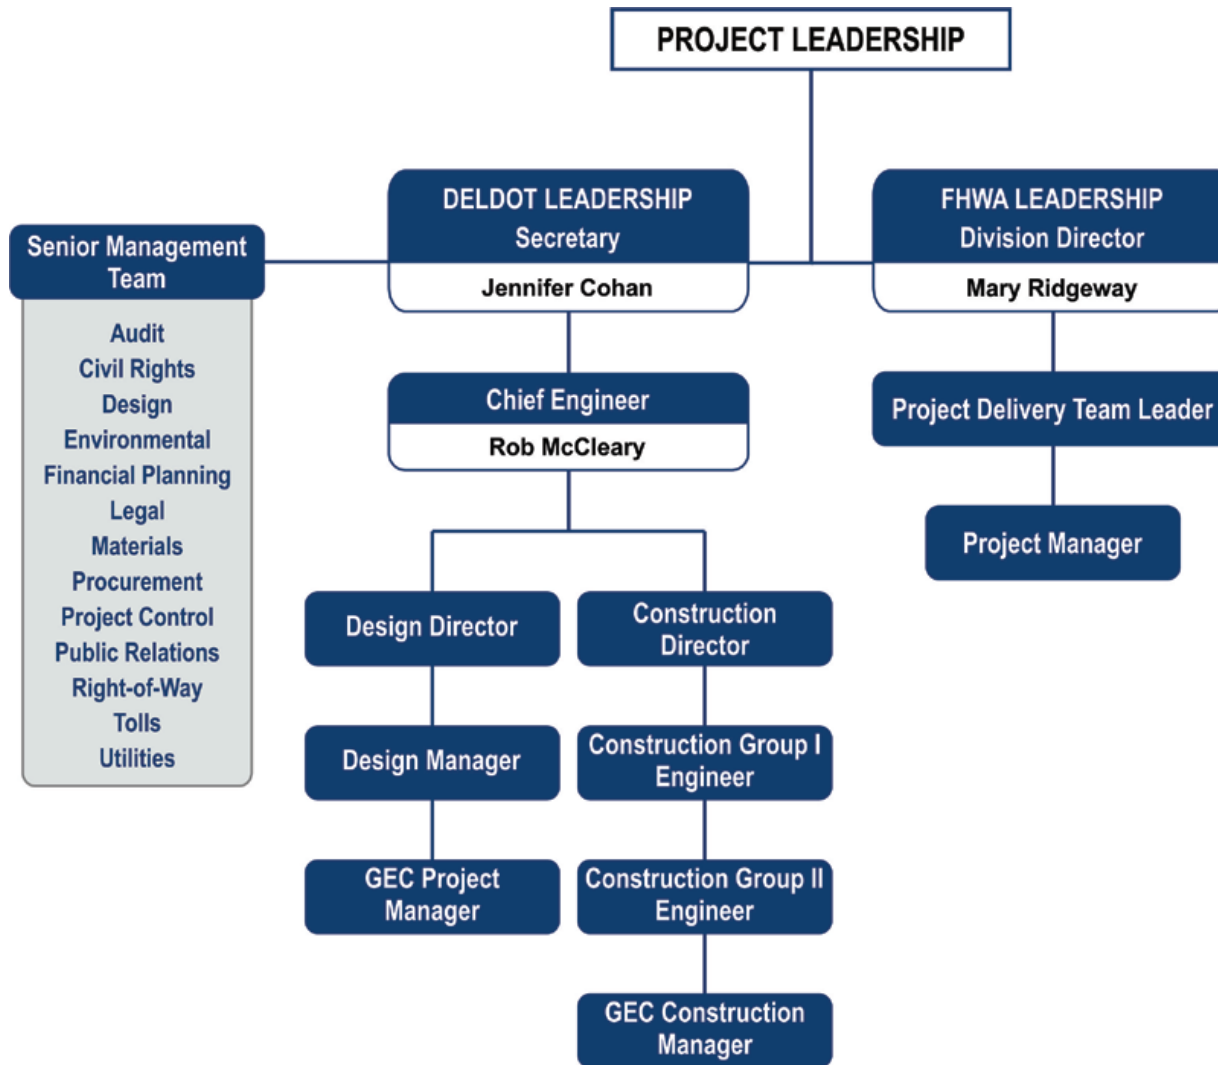 PROJECT LEADERSHIP
DELDOT LEADERSHIP
Secretary
Jennifer Cohan
FHWA LEADERSHIP
Division Director
Mary Ridgeway
Senior Management
Team
Audit
Civil Rights
Design
Environmental
Financial Planning
Legal
Materials
Procurement
Project Control
Public Relations
Right-of-Way
Tolls
Utilities
Chief Engineer
Rob McCleary
Project Delivery Team Leader
Project Manager
Design Director
Design Manager
GEC Project
Manager
Construction
Director
Construction Group I
Engineer
Construction Group II
Engineer
GEC Construction
Manager